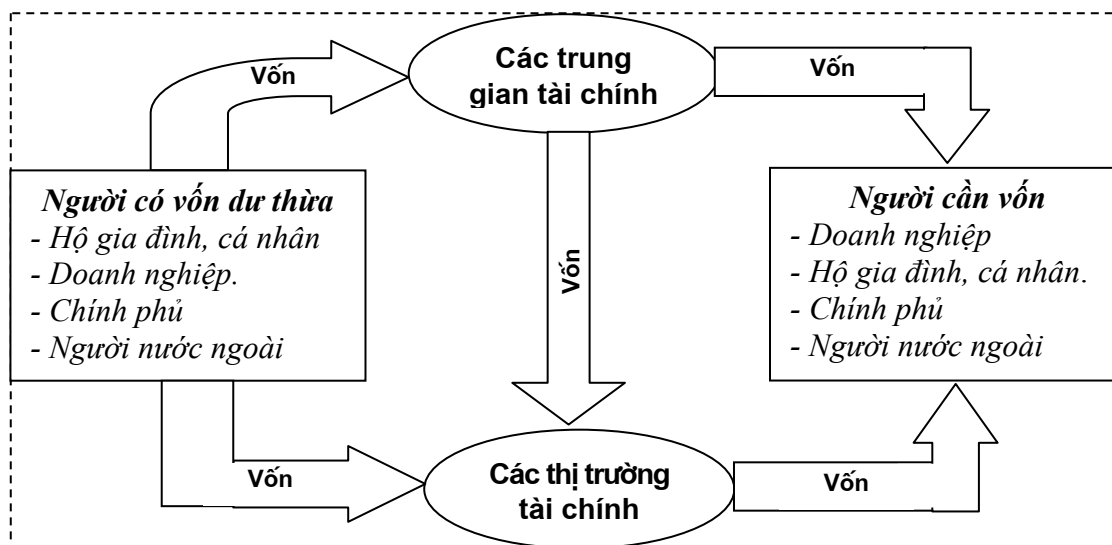 Các trung
gian tài chính
Vốn
Vốn
Người có vốn dư thừa
- Hộ gia đình, cá nhân
- Doanh nghiệp.
- Chính phủ
- Người nước ngoài
Vốn
Người cần vốn
- Doanh nghiệp
- Hộ gia đình, cá nhân.
- Chính phủ
- Người nước ngoài
Vốn
Các thị trường
tài chính
Vốn